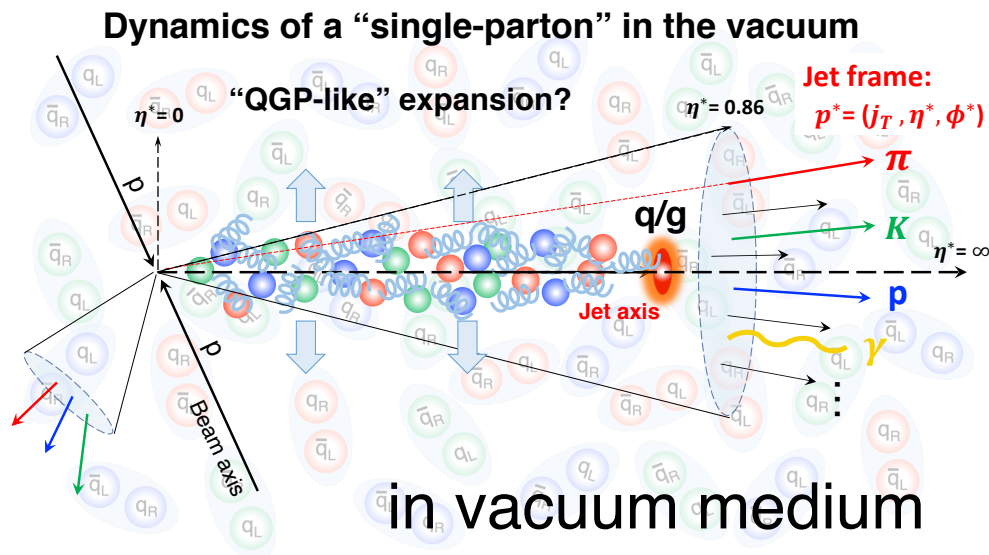 Dynamics of a “single-parton” in the vacuum
“QGP-like” expansion?
Jet frame:
p*= (j_T , η*, ϕ*)
η*= 0
η*= 0.86
π
K
η*= ∞
p
γ
q/g
Jet axis
p
p
Beam axis
in vacuum medium